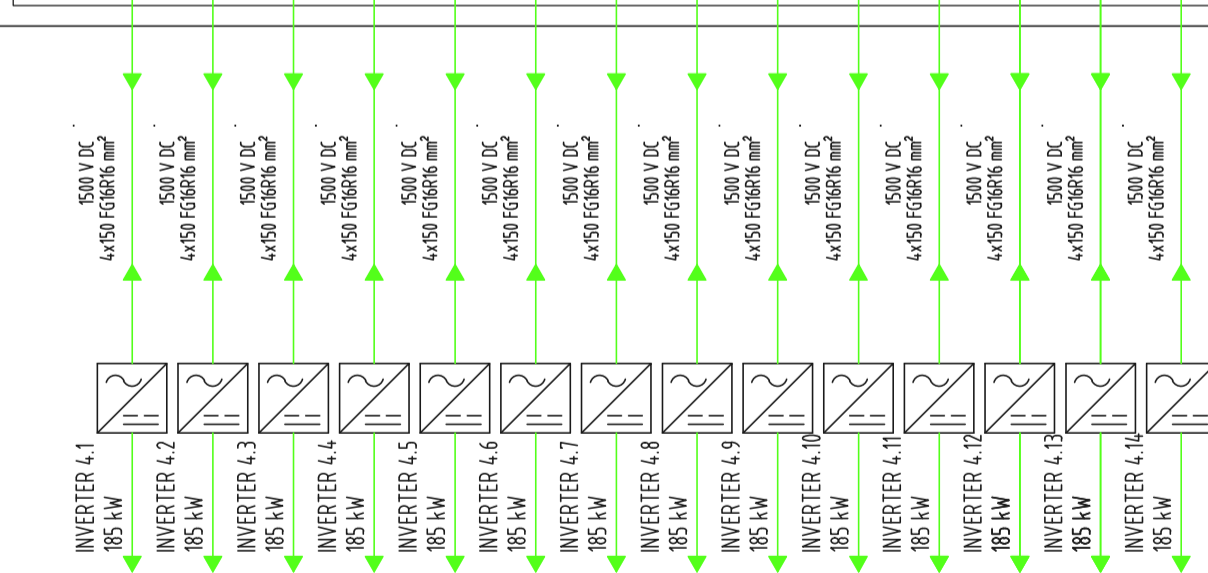 1500 V DC
4x150 FG16R16 mm²
1500 V DC
4x150 FG16R16 mm²
1500 V DC
4x150 FG16R16 mm²
1500 V DC
4x150 FG16R16 mm²
1500 V DC
4x150 FG16R16 mm²
1500 V DC
4x150 FG16R16 mm²
1500 V DC
4x150 FG16R16 mm²
1500 V DC
4x150 FG16R16 mm²
1500 V DC
4x150 FG16R16 mm²
1500 V DC
4x150 FG16R16 mm²
1500 V DC
4x150 FG16R16 mm²
1500 V DC
4x150 FG16R16 mm²
1500 V DC
4x150 FG16R16 mm²
1500 V DC
4x150 FG16R16 mm²
INVERTER 4.1
185 kW
INVERTER 4.2
185 kW
INVERTER 4.3
185 kW
INVERTER 4.4
185 kW
INVERTER 4.5
185 kW
INVERTER 4.6
185 kW
INVERTER 4.7
185 kW
INVERTER 4.8
185 kW
INVERTER 4.9
185 kW
INVERTER 4.10
185 kW
INVERTER 4.11
185 kW
INVERTER 4.12
185 kW
INVERTER 4.13
185 kW
INVERTER 4.14
185 kW